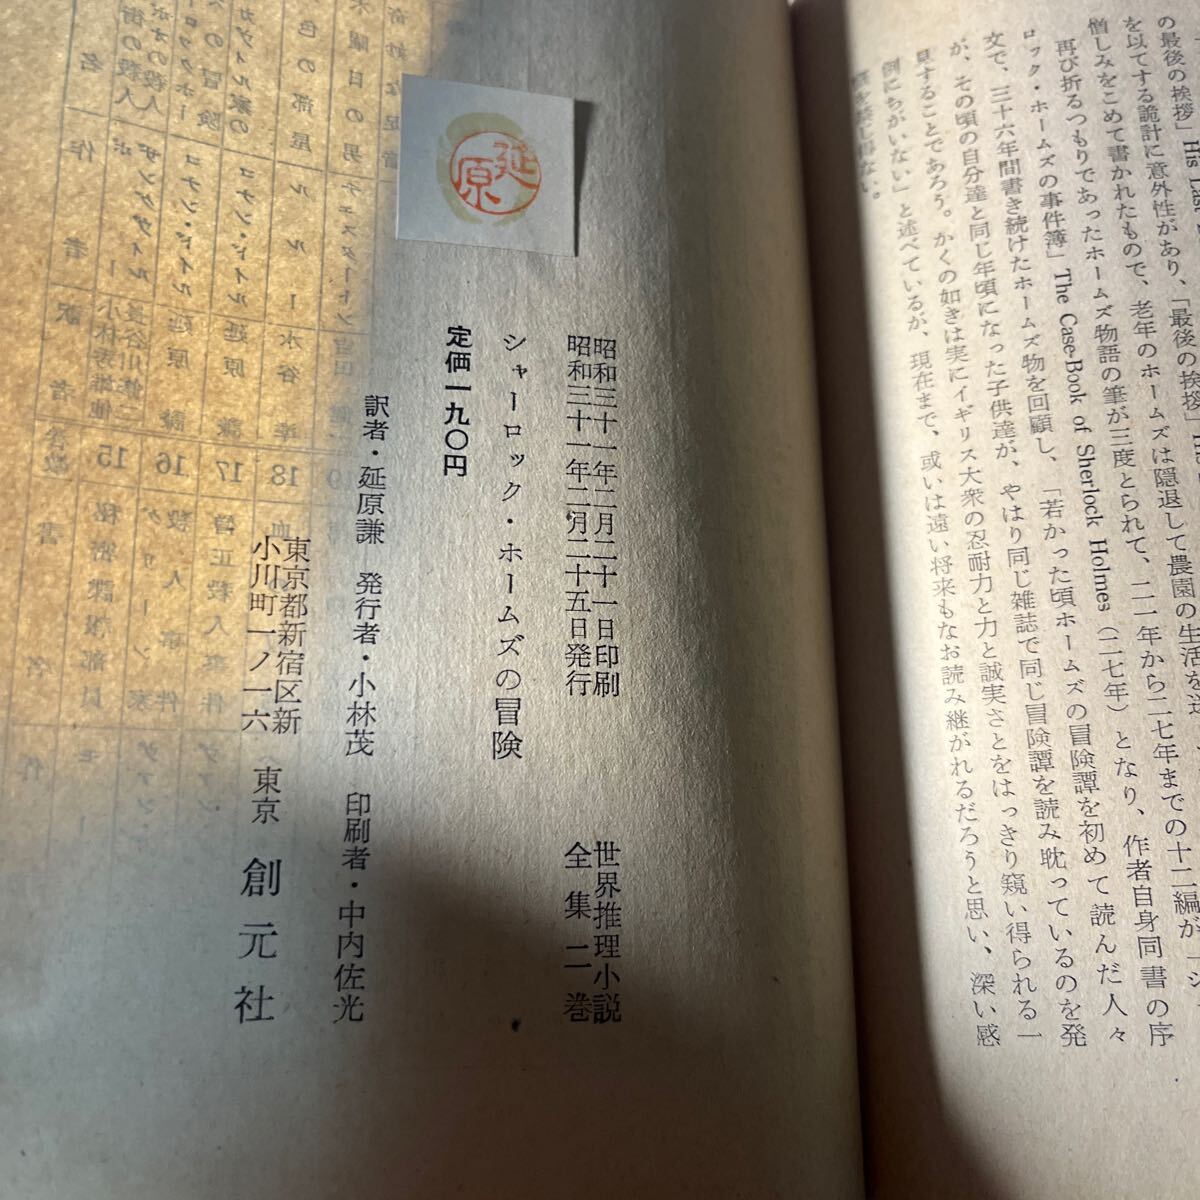 の最後の挨拶」 His Last
を以てする詭計に意外性があり、「最後の挨拶」
憎しみをこめて書かれたもので、老年のホームズは隠退して農園の生活を
再び折るつもりであったホームズ物語の筆が三度とられて、二一年から二七年までの十二編が「シ
ロック・ホームズの事件簿」 The Case-Book of Sherlock Holmes (二七年) となり、作者自身同書の序
文で、三十六年間書き続けたホームズ物を回顧し、「若かった頃ホームズの冒険譚を初めて読んだ人々
が、その頃の自分達と同じ年頃になった子供達が、やはり同じ雑誌で同じ冒険譚を読み耽っているのを発
見することであろう。かくの如きは実にイギリス大衆の忍耐力と力と誠実さとをはっきり窺い得られる一
例にちがいない」と述べているが、現在まで、或いは遠い将来もなお読み継がれるだろうと思い、深い感
を禁じ得ない。
延原
昭和三十一年二月二十一日印刷
昭和三十一年二月二十五日発行
世界推理小説
全集二巻
シャーロック・ホームズの冒険
定価一九〇円
訳者・延原謙 発行者・小林茂 印刷者・中内佐光
東京都新宿区新
小川町一ノ一六
東京 創元社